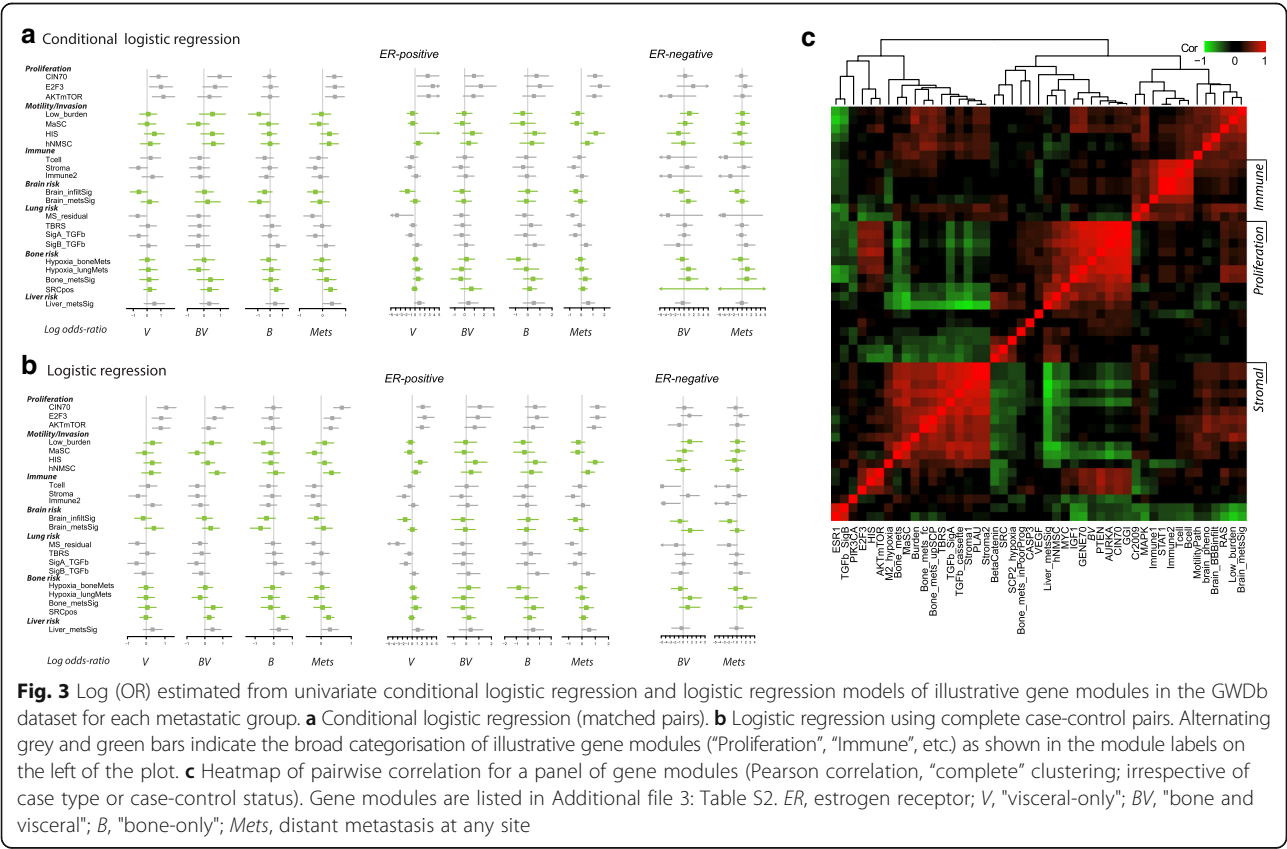 a Conditional logistic regression
ER-positive
ER-negative
Proliferation
CIN70
E2F3
AKTmTOR
Motility/Invasion
Low_burden
MaSC
HIS
hNMSC
Immune
Tcell
Stroma
Immune2
Brain risk
Brain_infiltSig
Brain_metsSig
Lung risk
MS_residual
TBRS
SigA_TGFb
SigB_TGFb
Bone risk
Hypoxia_boneMets
Hypoxia_lungMets
Bone_metsSig
SRCpos
Liver risk
Liver_metsSig
Log odds-ratio V BV B Mets V BV B Mets BV Mets
b Logistic regression
ER-positive
ER-negative
Proliferation
CIN70
E2F3
AKTmTOR
Motility/Invasion
Low_burden
MaSC
HIS
hNMSC
Immune
Tcell
Stroma
Immune2
Brain risk
Brain_infiltSig
Brain_metsSig
Lung risk
MS_residual
TBRS
SigA_TGFb
SigB_TGFb
Bone risk
Hypoxia_boneMets
Hypoxia_lungMets
Bone_metsSig
SRCpos
Liver risk
Liver_metsSig
Log odds-ratio V BV B Mets V BV B Mets BV Mets
c
Cor
−1 0 1
Immune
Proliferation
Stromal
ESR1
TGFb_SigB
PIK3CA
E2F3
HIS
AKTmTOR
M2_hypoxia
Bone_mets
MaSC
Burden
Bone_mets_SC
Bone_mets_upSCP
TBRS
TGFb_SigA
TGFb_cassette
Stroma1
PLAU
Stroma2
BetaCatenin
SRC
SCP2_hypoxia
Bone_mets_nIPoorProg
CASP3
VEGF
Liver_metsSig
hNMSC
MYC
IGF1
GENE70
BV
PTEN
AURKA
CIN70
GGI
Cr2009
MAPK
Immune1
STAT1
Immune2
Tcell
Bcell
MotilityPath
brain_pheno
Brain_BBBinfilt
RAS
Low_burden
Brain_metsSig
Fig. 3 Log (OR) estimated from univariate conditional logistic regression and logistic regression models of illustrative gene modules in the GWDb
dataset for each metastatic group. a Conditional logistic regression (matched pairs). b Logistic regression using complete case-control pairs. Alternating
grey and green bars indicate the broad categorisation of illustrative gene modules (“Proliferation”, “Immune”, etc.) as shown in the module labels on
the left of the plot. c Heatmap of pairwise correlation for a panel of gene modules (Pearson correlation, “complete” clustering; irrespective of
case type or case-control status). Gene modules are listed in Additional file 3: Table S2. ER, estrogen receptor; V, "visceral-only"; BV, "bone and
visceral"; B, "bone-only"; Mets, distant metastasis at any site